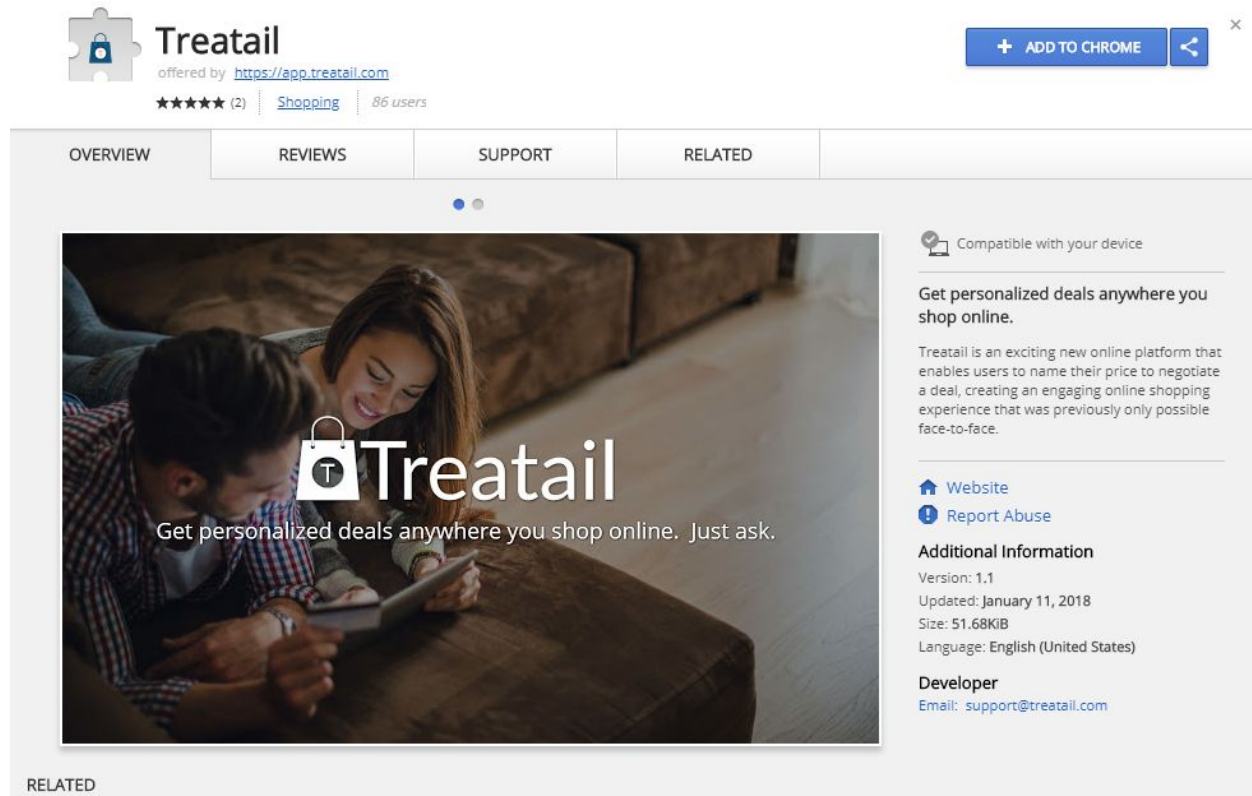 Treatail
offered by https://app.treatail.com
★★★★★ (2) Shopping 86 users
+ ADD TO CHROME
×
OVERVIEW REVIEWS SUPPORT RELATED
T
Treatail
Get personalized deals anywhere you shop online. Just ask.
Compatible with your device
Get personalized deals anywhere you
shop online.
Treatail is an exciting new online platform that
enables users to name their price to negotiate
a deal, creating an engaging online shopping
experience that was previously only possible
face-to-face.
Website
Report Abuse
Additional Information
Version: 1.1
Updated: January 11, 2018
Size: 51.68KiB
Language: English (United States)
Developer
Email: support@treatail.com
RELATED